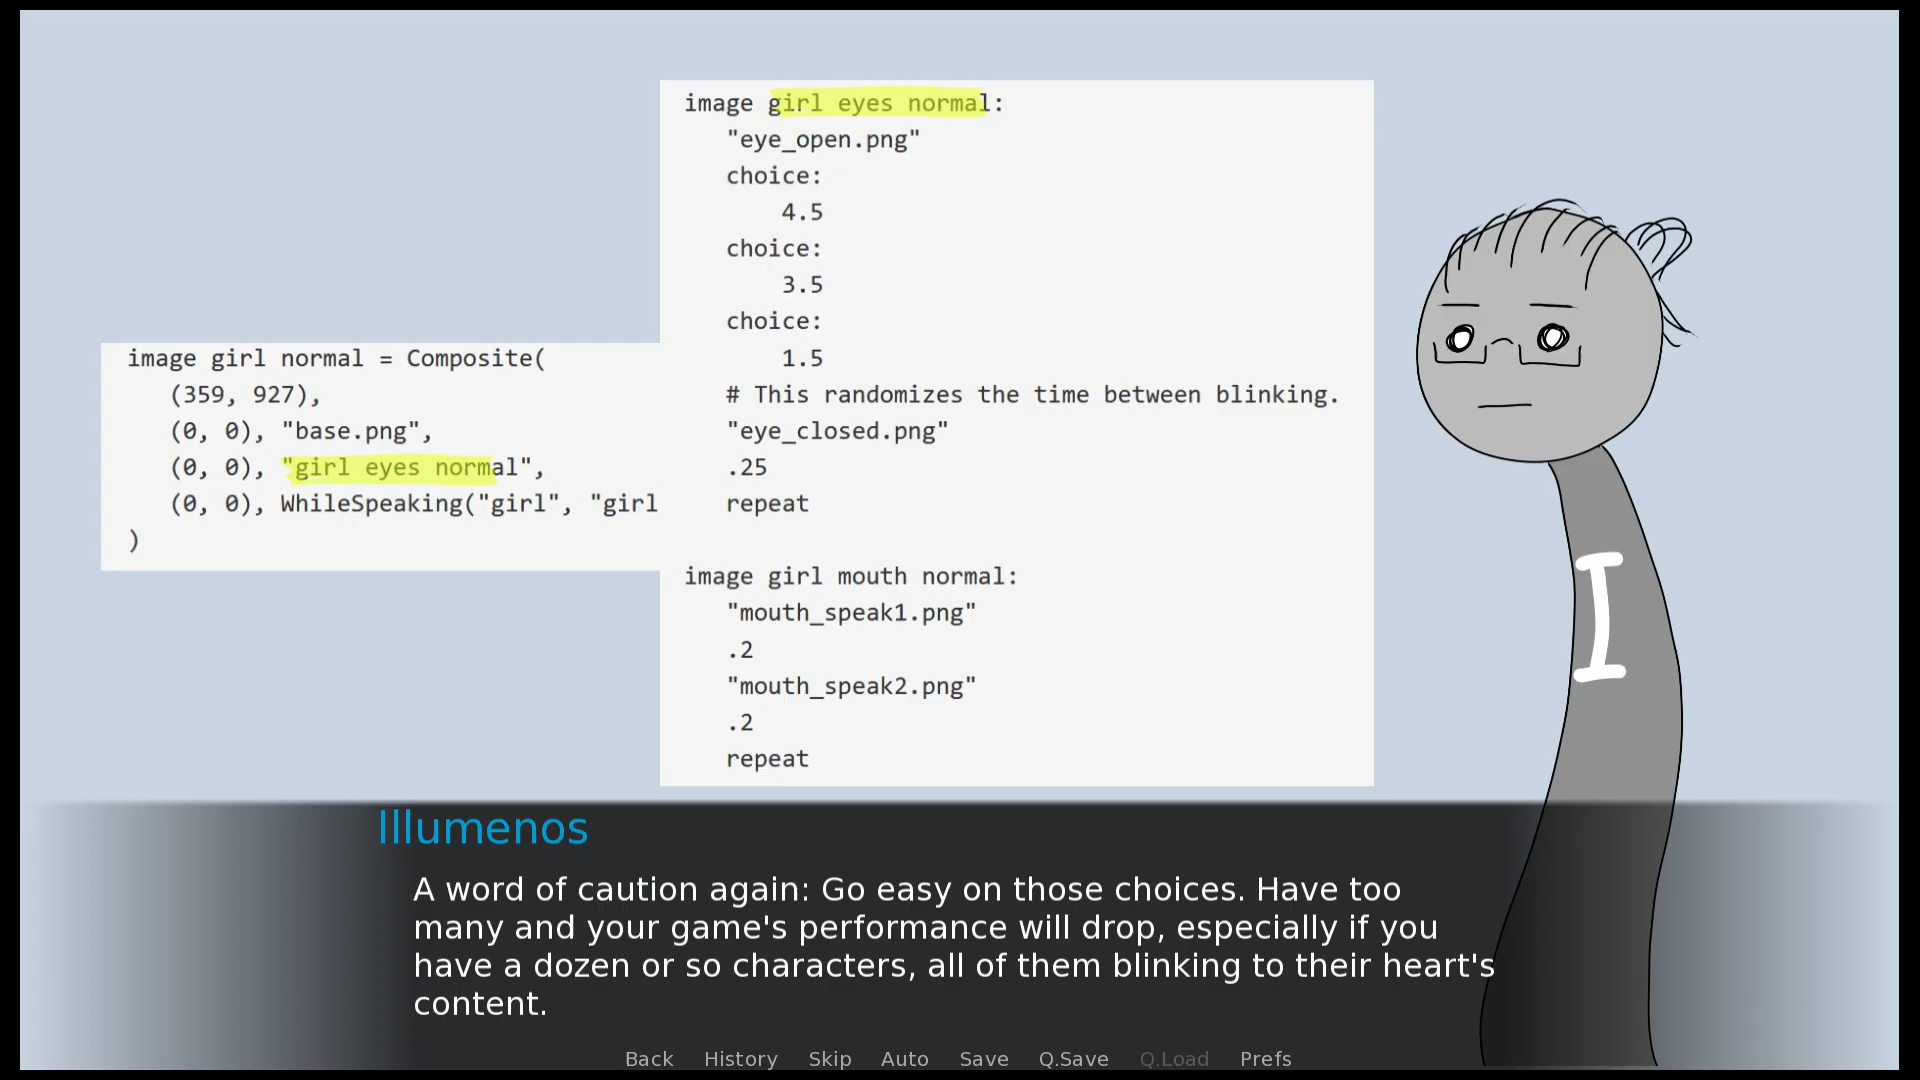 image girl normal = Composite(
(359, 927),
(0, 0), "base.png",
(0, 0), "girl eyes normal",
(0, 0), WhileSpeaking("girl", "girl
)
image girl eyes normal:
"eye_open.png"
choice:
4.5
choice:
3.5
choice:
1.5
# This randomizes the time between blinking.
"eye_closed.png"
.25
repeat
image girl mouth normal:
"mouth_speak1.png"
.2
"mouth_speak2.png"
.2
repeat
I
Illumenos
A word of caution again: Go easy on those choices. Have too
many and your game's performance will drop, especially if you
have a dozen or so characters, all of them blinking to their heart's
content.
Back History Skip Auto Save Q.Save Q.Load Prefs